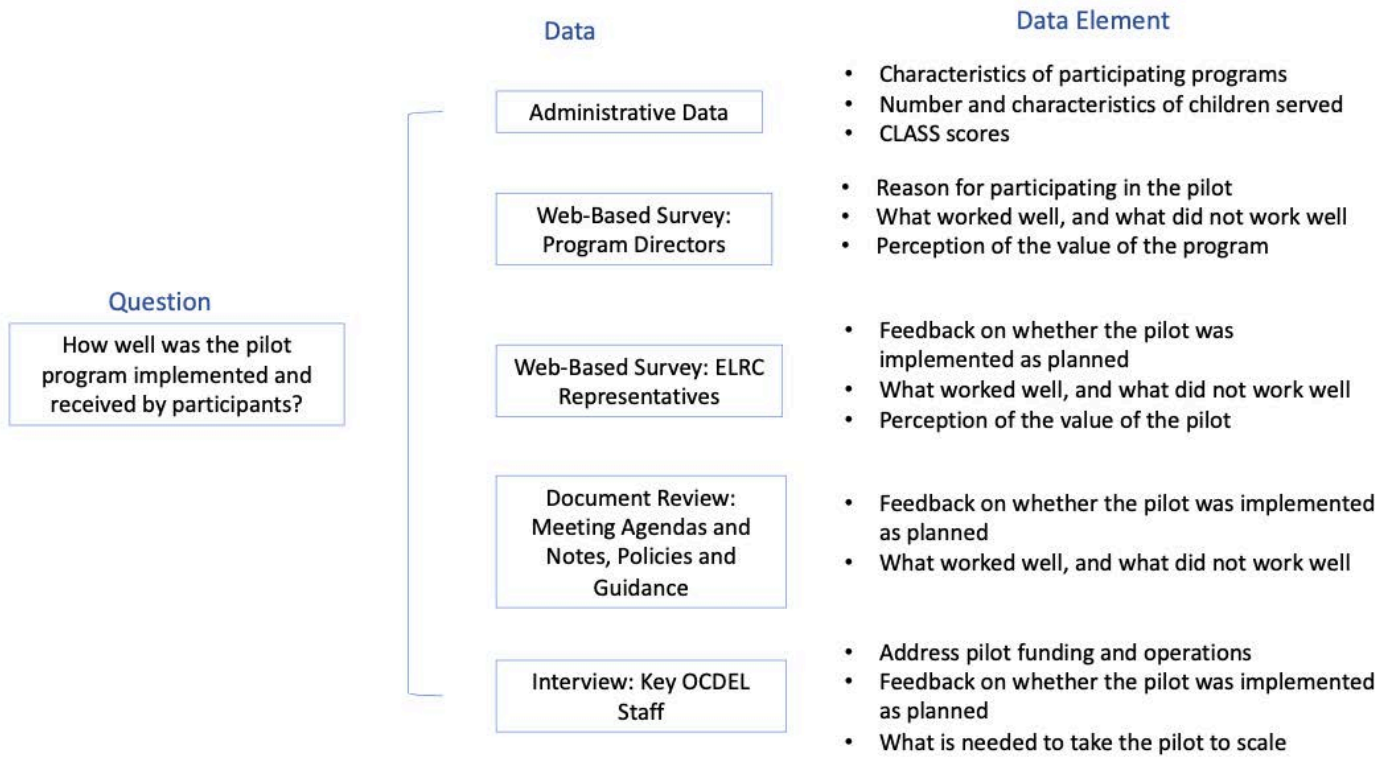 Data
Data Element
Administrative Data
• Characteristics of participating programs
• Number and characteristics of children served
• CLASS scores
Web-Based Survey:
Program Directors
• Reason for participating in the pilot
• What worked well, and what did not work well
• Perception of the value of the program
Question
How well was the pilot
program implemented and
received by participants?
Web-Based Survey: ELRC
Representatives
• Feedback on whether the pilot was
implemented as planned
• What worked well, and what did not work well
• Perception of the value of the pilot
Document Review:
Meeting Agendas and
Notes, Policies and
Guidance
• Feedback on whether the pilot was implemented
as planned
• What worked well, and what did not work well
Interview: Key OCDEL
Staff
• Address pilot funding and operations
• Feedback on whether the pilot was implemented
as planned
• What is needed to take the pilot to scale